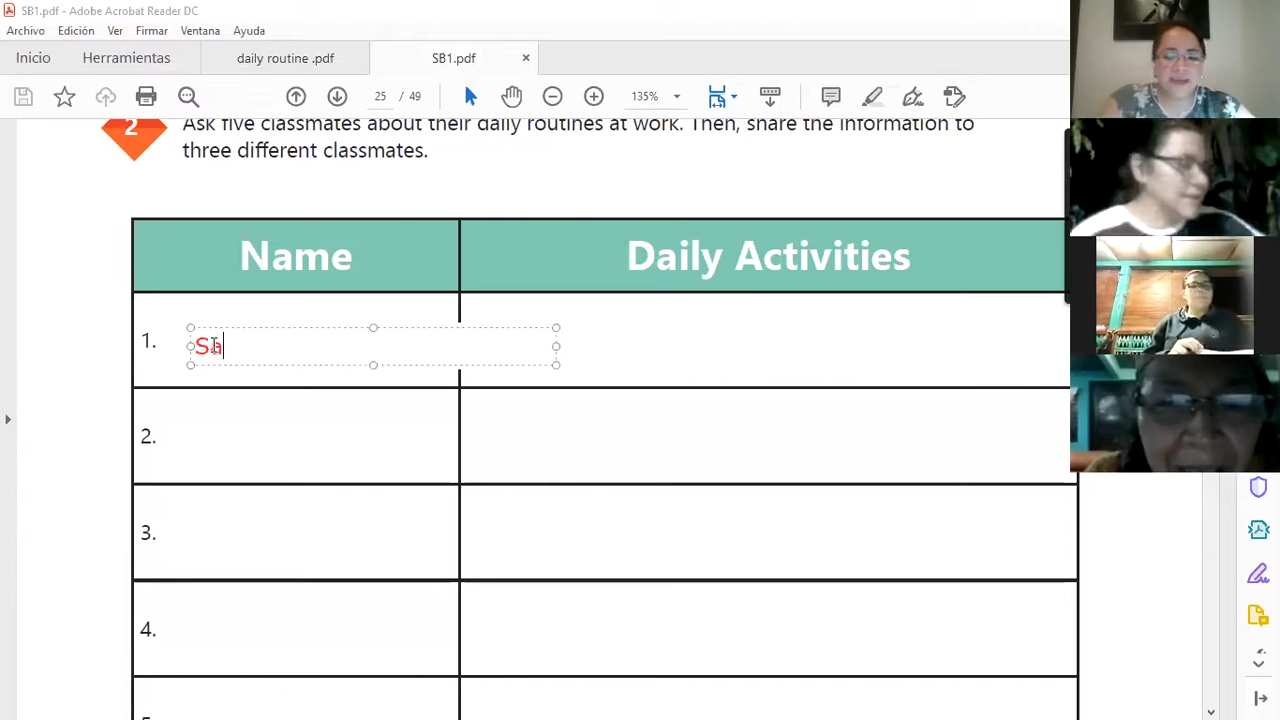 SB1.pdf - Adobe Acrobat Reader DC
Archivo Edición Ver Firmar Ventana Ayuda
Inicio Herramientas daily routine .pdf SB1.pdf ×
25 / 49 135%
2 Ask five classmates about their daily routines at work. Then, share the information to
three different classmates.
Name Daily Activities
1. Sa
2.
3.
4.